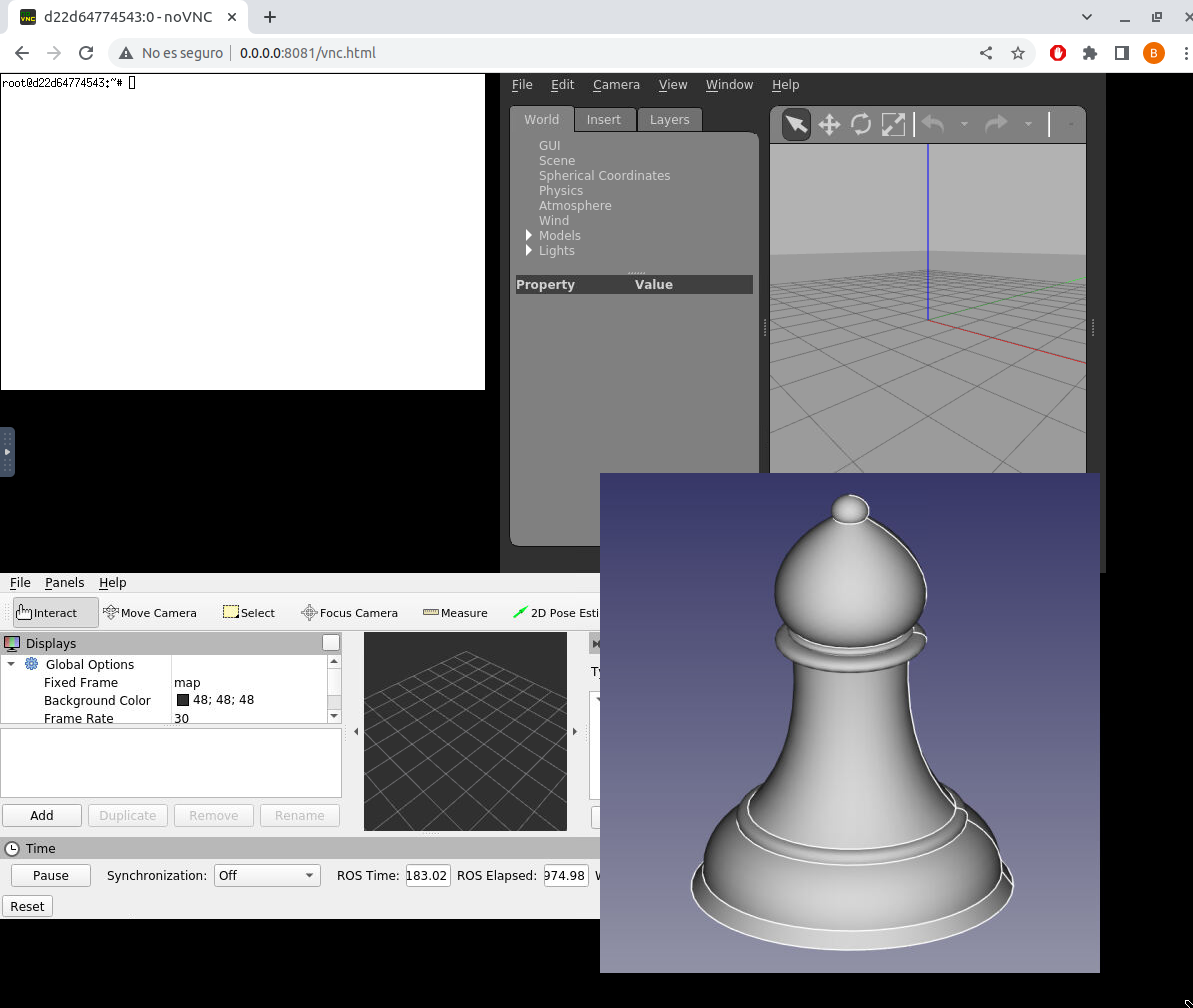 d22d64774543:0 - noVNC
No es seguro 0.0.0.0:8081/vnc.html
B
root@d22d64774543:~#
File Edit Camera View Window Help
World Insert Layers
GUI
Scene
Spherical Coordinates
Physics
Atmosphere
Wind
Models
Lights
Property Value
File Panels Help
Interact Move Camera Select Focus Camera Measure 2D Pose Esti
Displays
Global Options
Fixed Frame map
Background Color 48; 48; 48
Frame Rate 30
Add Duplicate Remove Rename
Time
Pause Synchronization: Off ROS Time: 183.02 ROS Elapsed: 974.98
Reset